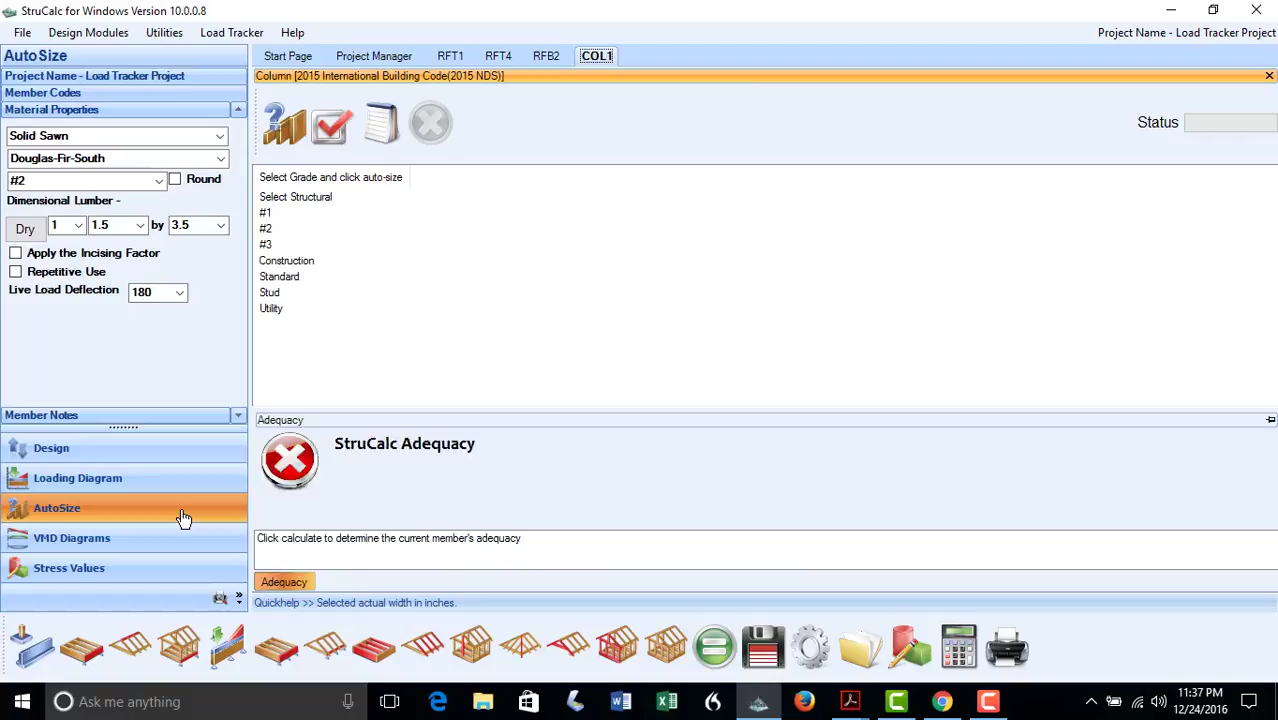 StruCalc for Windows Version 10.0.0.8
File Design Modules Utilities Load Tracker Help Project Name - Load Tracker Project
AutoSize Start Page Project Manager RFT1 RFT4 RFB2 COL1
Project Name - Load Tracker Project
Column [2015 International Building Code(2015 NDS)]
Member Codes
Material Properties
Solid Sawn
Douglas-Fir-South
#2 Round
Dimensional Lumber -
Dry 1 1.5 by 3.5
Apply the Incising Factor
Repetitive Use
Live Load Deflection 180
Status
Select Grade and click auto-size
Select Structural
#1
#2
#3
Construction
Standard
Stud
Utility
Member Notes
Design
Loading Diagram
AutoSize
VMD Diagrams
Stress Values
Adequacy
StruCalc Adequacy
Click calculate to determine the current member's adequacy
Adequacy
Quickhelp >> Selected actual width in inches.
Ask me anything
11:37 PM
12/24/2016